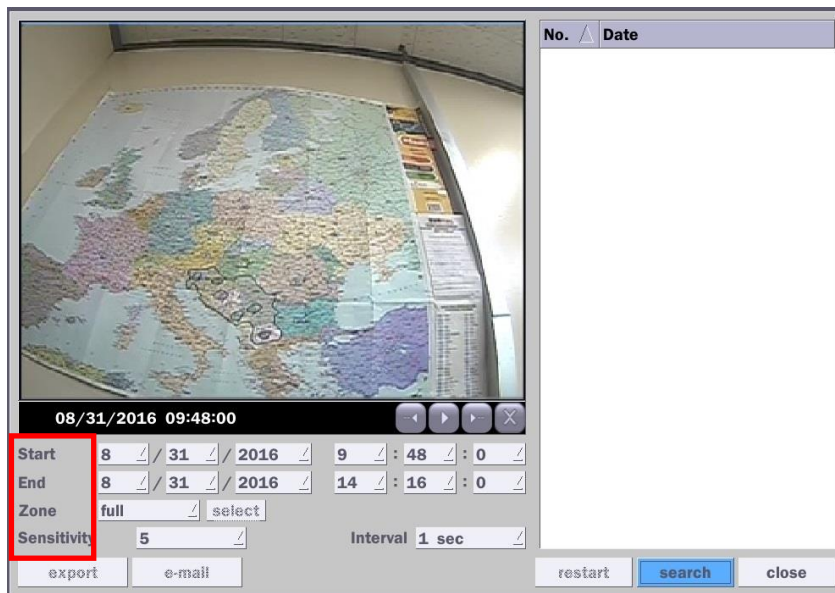 No. Date
08/31/2016 09:48:00
Start 8 / 31 / 2016 9 : 48 : 0
End 8 / 31 / 2016 14 : 16 : 0
Zone full select
Sensitivity 5 Interval 1 sec
export e-mail restart search close